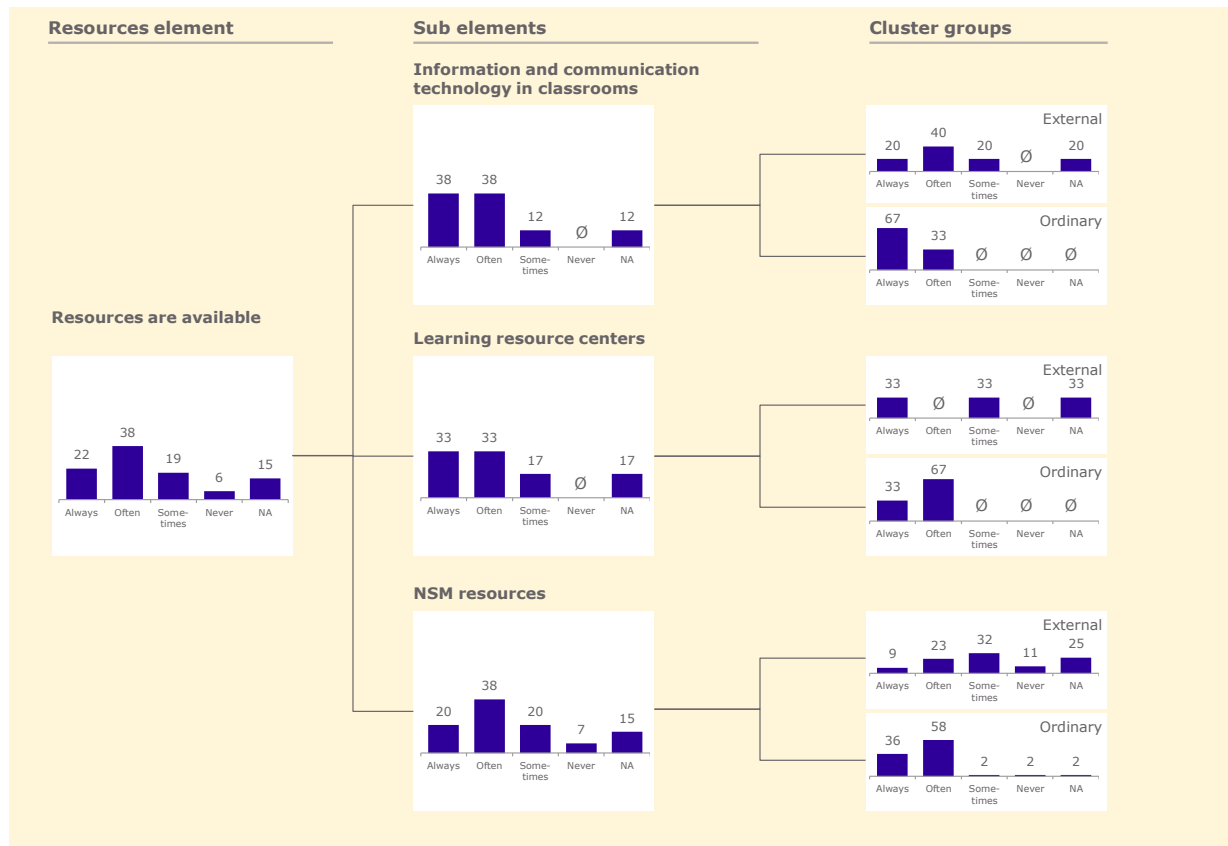 Resources element
Sub elements
Cluster groups
Information and communication
technology in classrooms
38 38 12 Ø 12
Always Often Some- Never NA
times
External
20 40 20 Ø 20
Always Often Some- Never NA
times
Ordinary
67 33 Ø Ø Ø
Always Often Some- Never NA
times
Resources are available
22 38 19 6 15
Always Often Some- Never NA
times
Learning resource centers
33 33 17 Ø 17
Always Often Some- Never NA
times
External
33 Ø 33 Ø 33
Always Often Some- Never NA
times
Ordinary
33 67 Ø Ø Ø
Always Often Some- Never NA
times
NSM resources
20 38 20 7 15
Always Often Some- Never NA
times
External
9 23 32 11 25
Always Often Some- Never NA
times
Ordinary
36 58 2 2 2
Always Often Some- Never NA
times